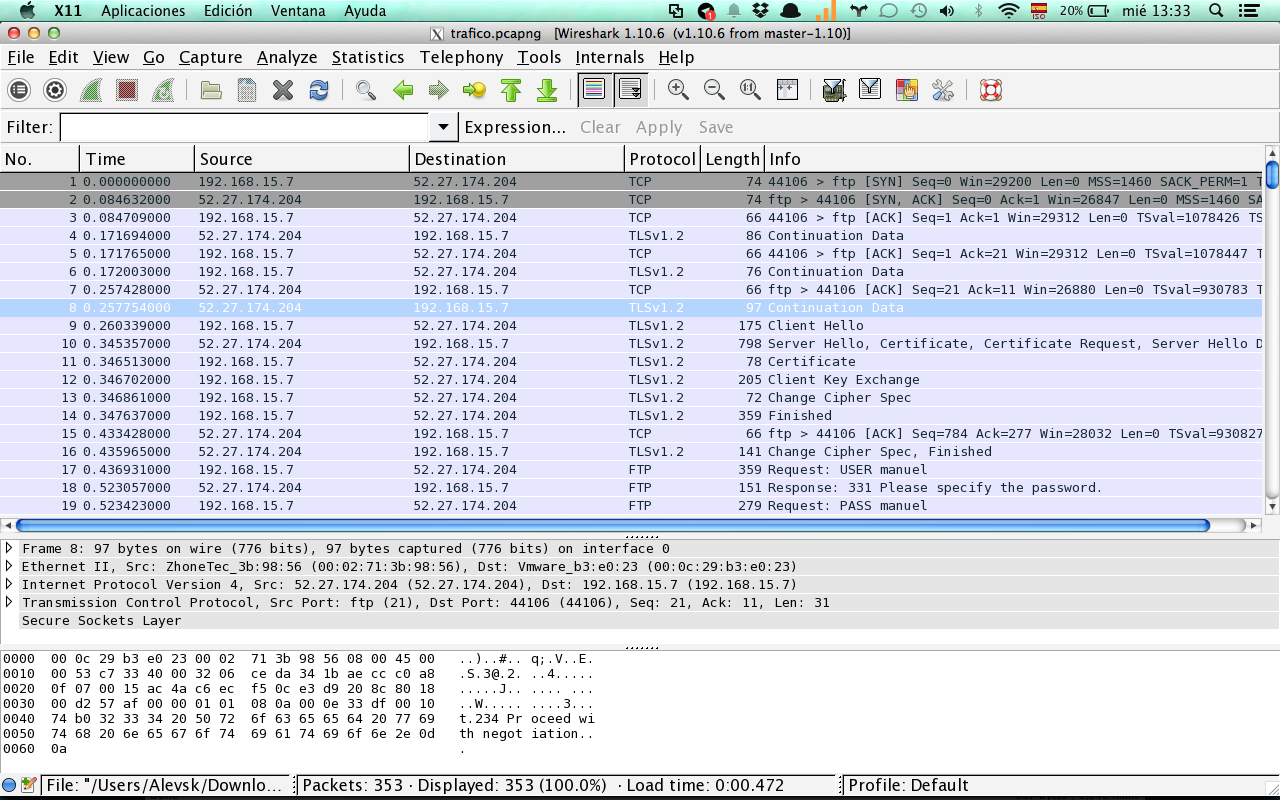 X11 Aplicaciones Edición Ventana Ayuda 1 ISO 20% mié 13:33
trafico.pcapng [Wireshark 1.10.6 (v1.10.6 from master-1.10)]
File Edit View Go Capture Analyze Statistics Telephony Tools Internals Help
Filter: Expression... Clear Apply Save
No. Time Source Destination Protocol Length Info
1 0.000000000 192.168.15.7 52.27.174.204 TCP 74 44106 > ftp [SYN] Seq=0 Win=29200 Len=0 MSS=1460 SACK_PERM=1 T
2 0.084632000 52.27.174.204 192.168.15.7 TCP 74 ftp > 44106 [SYN, ACK] Seq=0 Ack=1 Win=26847 Len=0 MSS=1460 SA
3 0.084709000 192.168.15.7 52.27.174.204 TCP 66 44106 > ftp [ACK] Seq=1 Ack=1 Win=29312 Len=0 TSval=1078426 TS
4 0.171694000 52.27.174.204 192.168.15.7 TLSv1.2 86 Continuation Data
5 0.171765000 192.168.15.7 52.27.174.204 TCP 66 44106 > ftp [ACK] Seq=1 Ack=21 Win=29312 Len=0 TSval=1078447 T
6 0.172003000 192.168.15.7 52.27.174.204 TLSv1.2 76 Continuation Data
7 0.257428000 52.27.174.204 192.168.15.7 TCP 66 ftp > 44106 [ACK] Seq=21 Ack=11 Win=26880 Len=0 TSval=930783 T
8 0.257754000 52.27.174.204 192.168.15.7 TLSv1.2 97 Continuation Data
9 0.260339000 192.168.15.7 52.27.174.204 TLSv1.2 175 Client Hello
10 0.345357000 52.27.174.204 192.168.15.7 TLSv1.2 798 Server Hello, Certificate, Certificate Request, Server Hello D
11 0.346513000 192.168.15.7 52.27.174.204 TLSv1.2 78 Certificate
12 0.346702000 192.168.15.7 52.27.174.204 TLSv1.2 205 Client Key Exchange
13 0.346861000 192.168.15.7 52.27.174.204 TLSv1.2 72 Change Cipher Spec
14 0.347637000 192.168.15.7 52.27.174.204 TLSv1.2 359 Finished
15 0.433428000 52.27.174.204 192.168.15.7 TCP 66 ftp > 44106 [ACK] Seq=784 Ack=277 Win=28032 Len=0 TSval=930827
16 0.435965000 52.27.174.204 192.168.15.7 TLSv1.2 141 Change Cipher Spec, Finished
17 0.436931000 192.168.15.7 52.27.174.204 FTP 359 Request: USER manuel
18 0.523057000 52.27.174.204 192.168.15.7 FTP 151 Response: 331 Please specify the password.
19 0.523423000 192.168.15.7 52.27.174.204 FTP 279 Request: PASS manuel
Frame 8: 97 bytes on wire (776 bits), 97 bytes captured (776 bits) on interface 0
Ethernet II, Src: ZhoneTec_3b:98:56 (00:02:71:3b:98:56), Dst: Vmware_b3:e0:23 (00:0c:29:b3:e0:23)
Internet Protocol Version 4, Src: 52.27.174.204 (52.27.174.204), Dst: 192.168.15.7 (192.168.15.7)
Transmission Control Protocol, Src Port: ftp (21), Dst Port: 44106 (44106), Seq: 21, Ack: 11, Len: 31
Secure Sockets Layer
0000 00 0c 29 b3 e0 23 00 02 71 3b 98 56 08 00 45 00 ..)..#.. q;.V..E.
0010 00 53 c7 33 40 00 32 06 ce da 34 1b ae cc c0 a8 .S.3@.2. ..4.....
0020 0f 07 00 15 ac 4a c6 ec f5 0c e3 d9 20 8c 80 18 .....J.. .... ...
0030 00 d2 57 af 00 00 01 01 08 0a 00 0e 33 df 00 10 ..W..... ....3...
0040 74 b0 32 33 34 20 50 72 6f 63 65 65 64 20 77 69 t.234 Pr oceed wi
0050 74 68 20 6e 65 67 6f 74 69 61 74 69 6f 6e 2e 0d th negot iation..
0060 0a .
File: "/Users/Alevsk/Downlo... Packets: 353 · Displayed: 353 (100.0%) · Load time: 0:00.472 Profile: Default